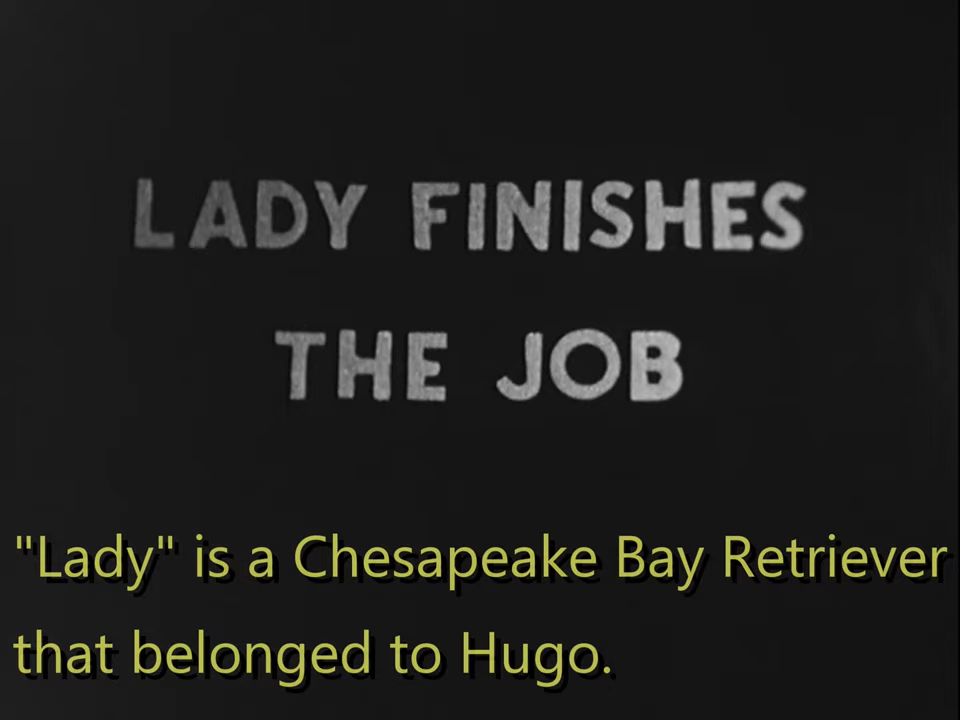 LADY FINISHES
THE JOB
"Lady" is a Chesapeake Bay Retriever
that belonged to Hugo.